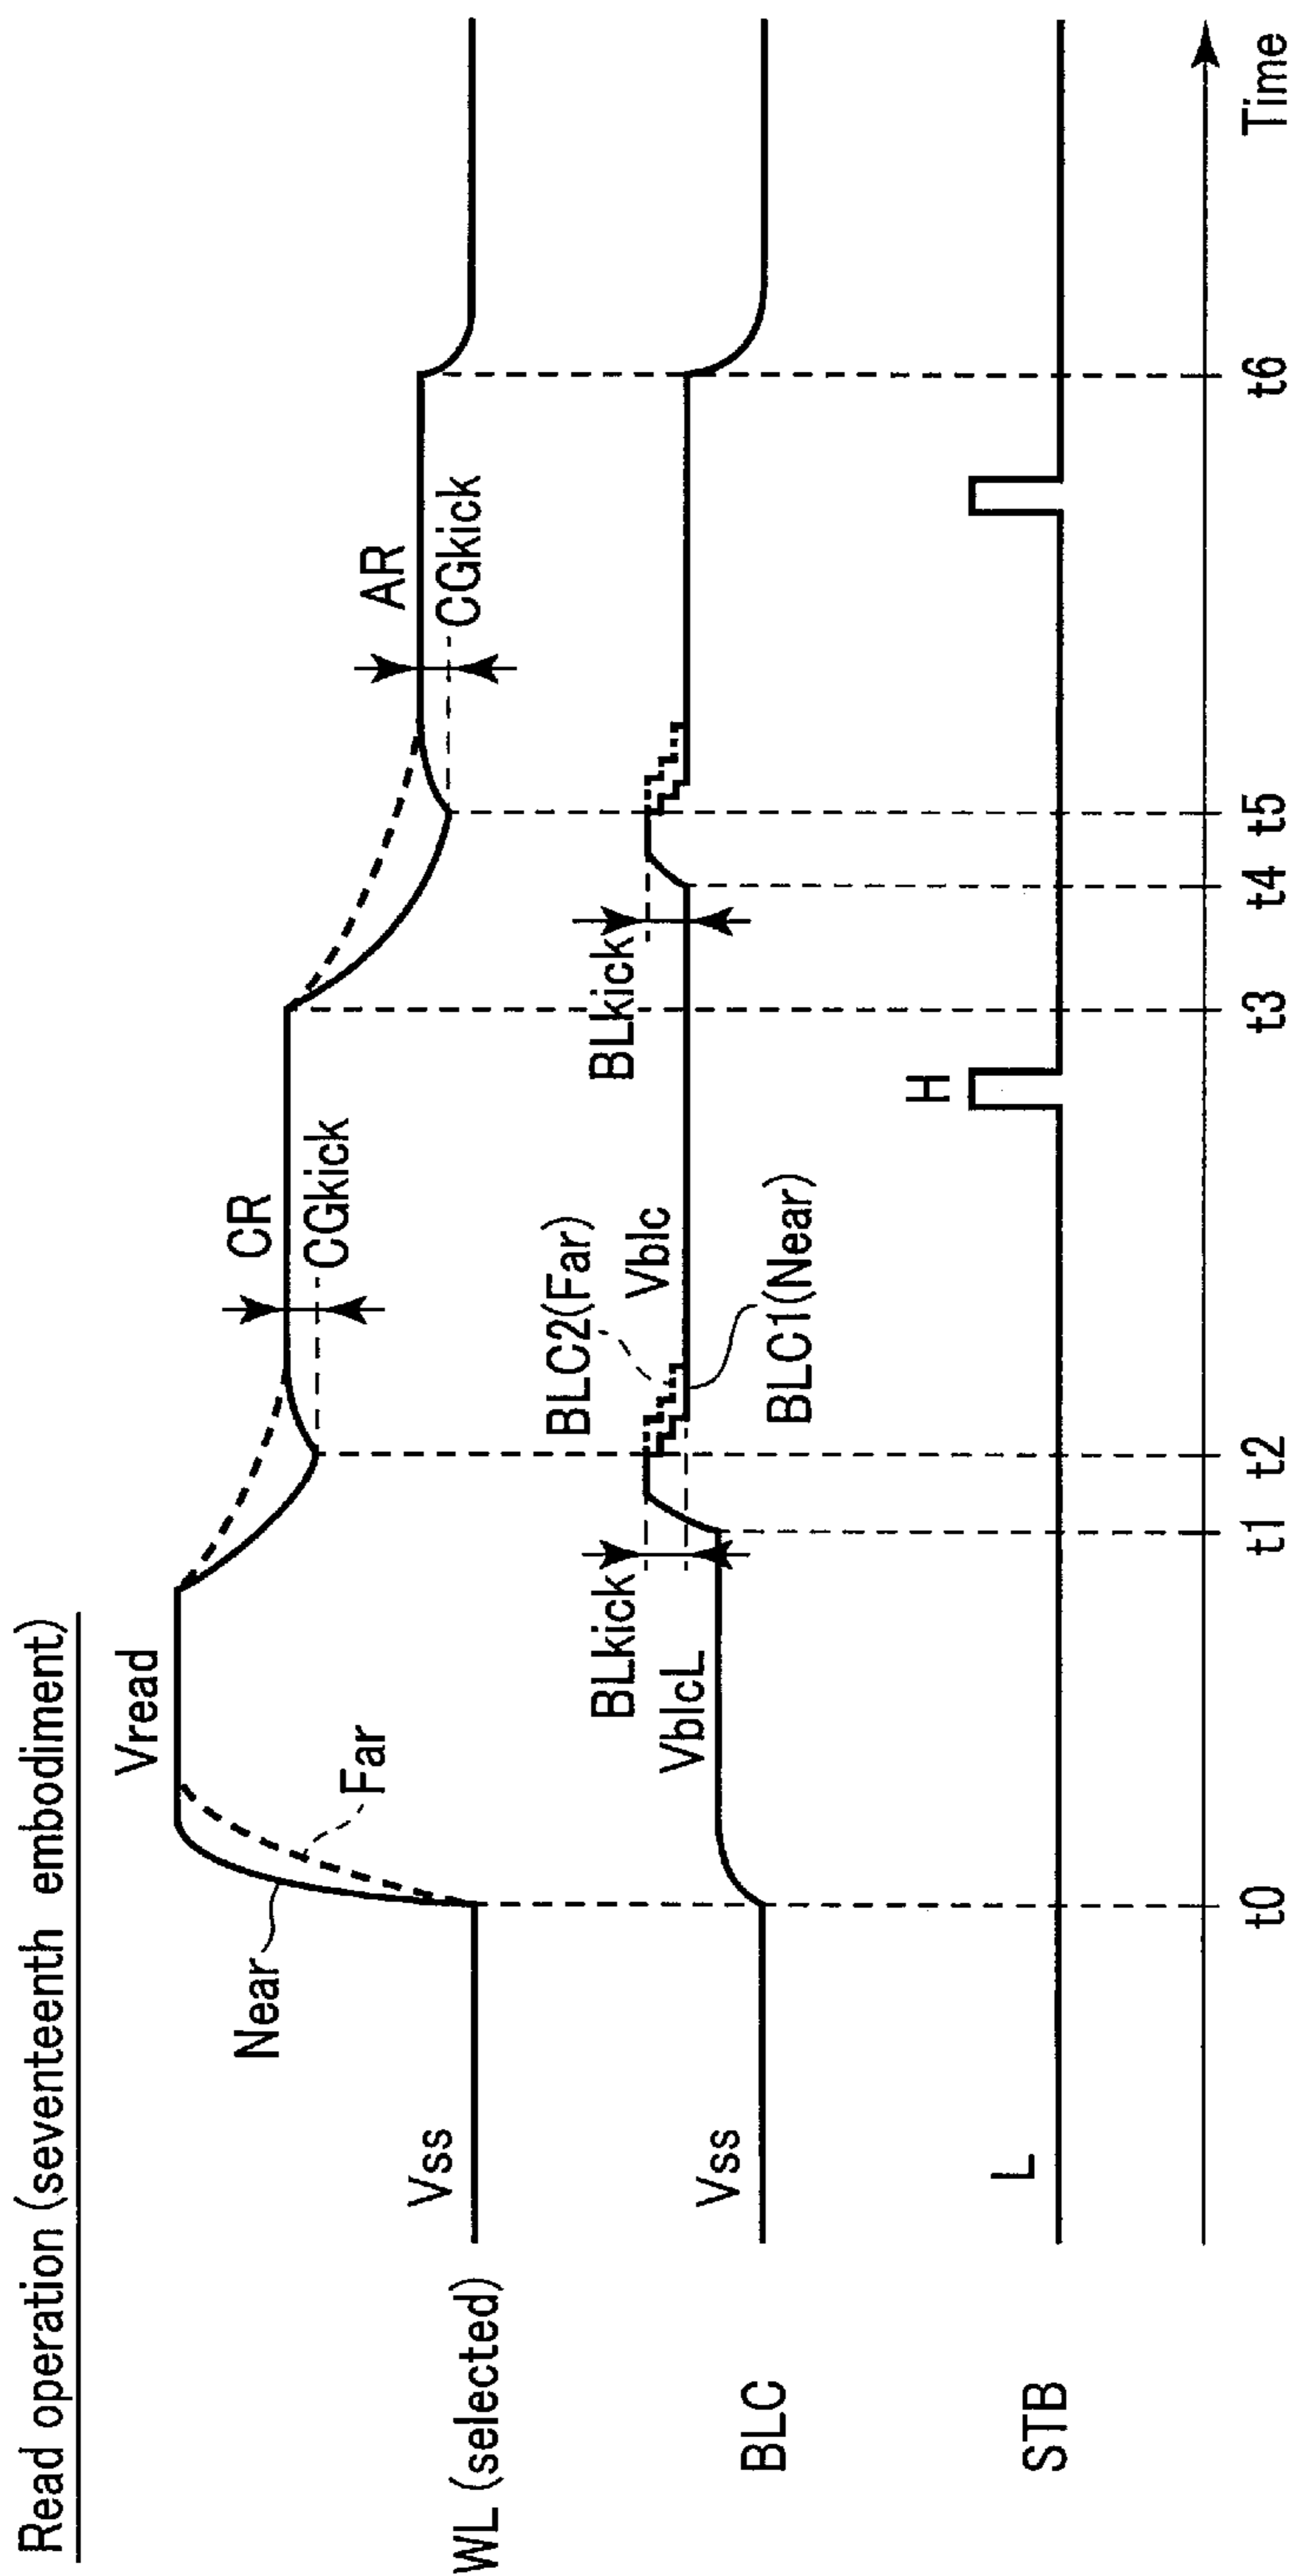 Read operation (seventeenth embodiment)
Vread
Near
Far
CR
CGkick
AR
CGkick
Vss
WL (selected)
BLkick
BLC2(Far)
BLkick
VblcL
Vblc
Vss
BLC1(Near)
BLC
H
L
STB
t0 t1 t2 t3 t4 t5 t6 Time